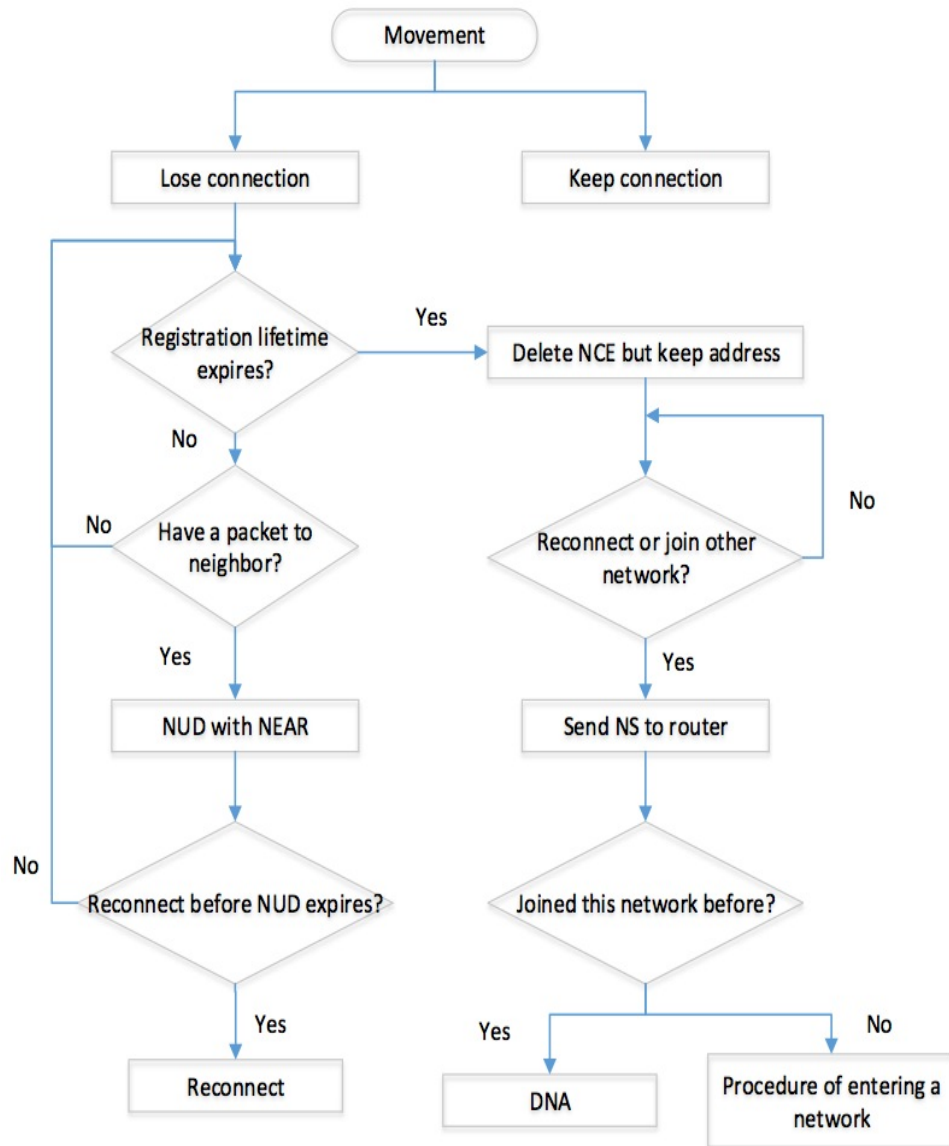 Movement
Lose connection
Keep connection
Registration lifetime
expires?
Yes
Delete NCE but keep address
No
Have a packet to
neighbor?
No
Reconnect or join other
network?
No
Yes
Yes
NUD with NEAR
Send NS to router
No
Reconnect before NUD expires?
Joined this network before?
Yes
Yes
No
Reconnect
DNA
Procedure of entering a
network